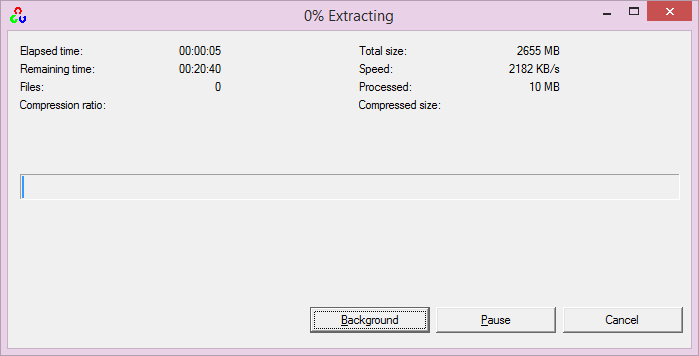 0% Extracting
Elapsed time: 00:00:05 Total size: 2655 MB
Remaining time: 00:20:40 Speed: 2182 KB/s
Files: 0 Processed: 10 MB
Compression ratio: Compressed size:
Background Pause Cancel